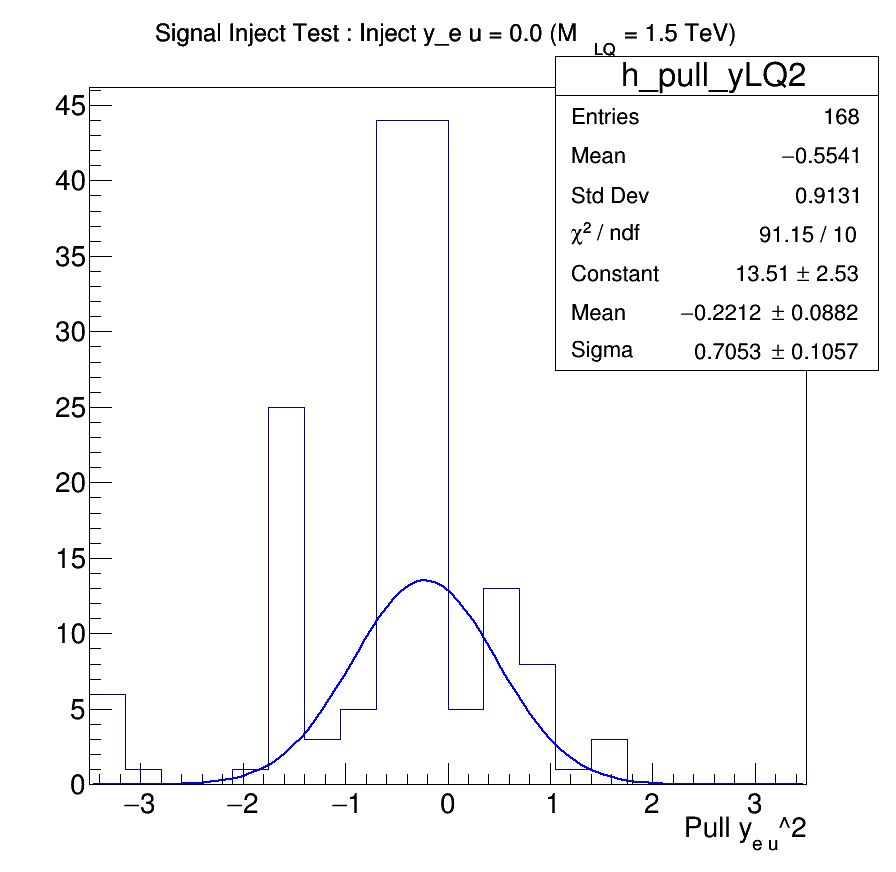 Signal Inject Test : Inject y_e u = 0.0 (M LQ = 1.5 TeV)
h_pull_yLQ2
Entries 168
Mean −0.5541
Std Dev 0.9131
χ² / ndf 91.15 / 10
Constant 13.51 ± 2.53
Mean −0.2212 ± 0.0882
Sigma 0.7053 ± 0.1057
45
40
35
30
25
20
15
10
5
0
−3 −2 −1 0 1 2 3
Pull y e u ^2